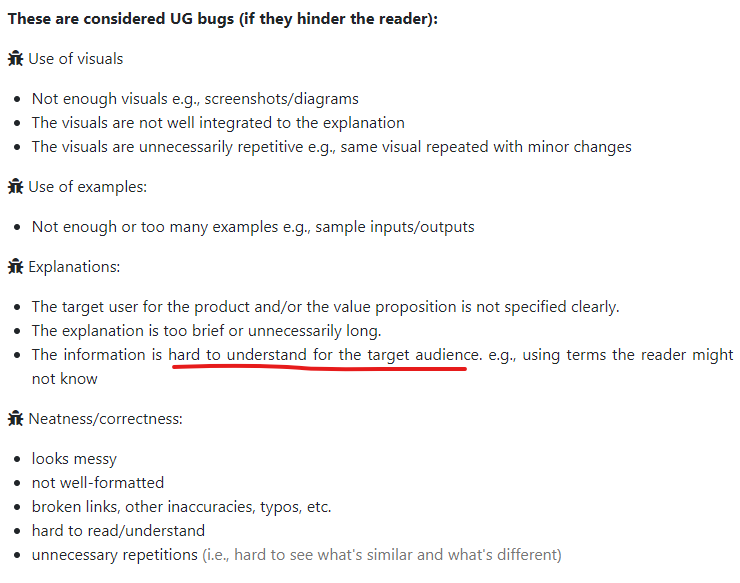 These are considered UG bugs (if they hinder the reader):
Use of visuals
Not enough visuals e.g., screenshots/diagrams
The visuals are not well integrated to the explanation
The visuals are unnecessarily repetitive e.g., same visual repeated with minor changes
Use of examples:
Not enough or too many examples e.g., sample inputs/outputs
Explanations:
The target user for the product and/or the value proposition is not specified clearly.
The explanation is too brief or unnecessarily long.
The information is hard to understand for the target audience. e.g., using terms the reader might
not know
Neatness/correctness:
looks messy
not well-formatted
broken links, other inaccuracies, typos, etc.
hard to read/understand
unnecessary repetitions (i.e., hard to see what's similar and what's different)